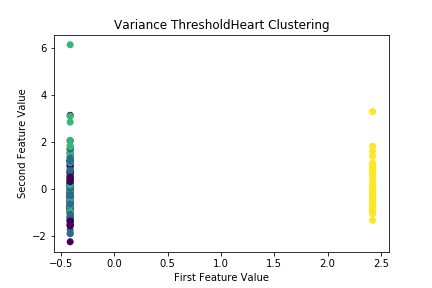 Variance ThresholdHeart Clustering
6
4
2
0
−2
Second Feature Value
−0.5 0.0 0.5 1.0 1.5 2.0 2.5
First Feature Value